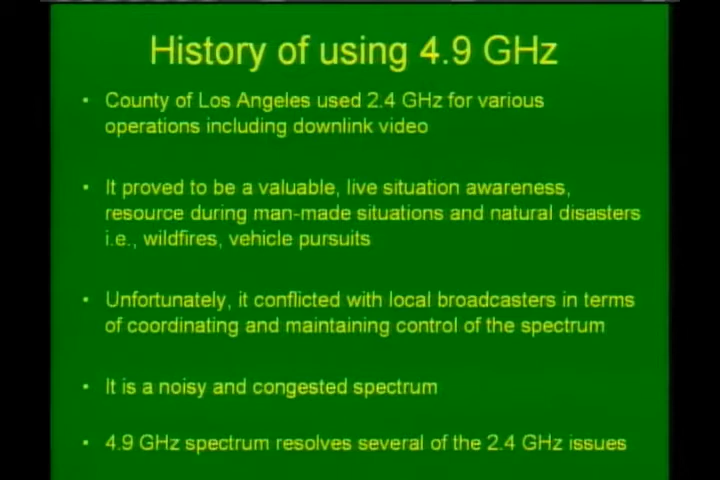 History of using 4.9 GHz
• County of Los Angeles used 2.4 GHz for various
operations including downlink video
• It proved to be a valuable, live situation awareness,
resource during man-made situations and natural disasters
i.e., wildfires, vehicle pursuits
• Unfortunately, it conflicted with local broadcasters in terms
of coordinating and maintaining control of the spectrum
• It is a noisy and congested spectrum
• 4.9 GHz spectrum resolves several of the 2.4 GHz issues